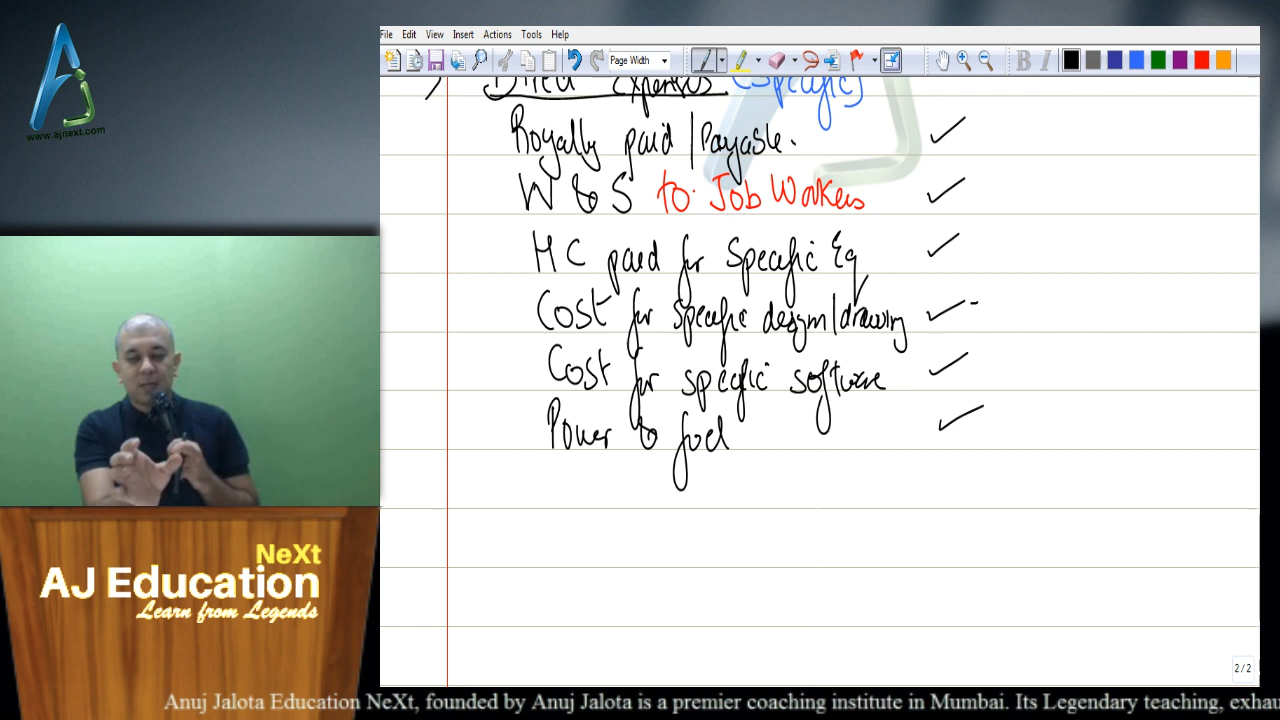 File Edit View Insert Actions Tools Help
Page Width
www.ajnext.com
Direct Expenses (Specific)
Royalty paid / Payable.
W & S to Job Workers
HC paid for Specific Eq
Cost for specific design/drawing
Cost for specific software
Power & fuel
NeXt
AJ Education
Learn from Legends
2/2
Anuj Jalota Education NeXt, founded by Anuj Jalota is a premier coaching institute in Mumbai. Its Legendary teaching, exhau